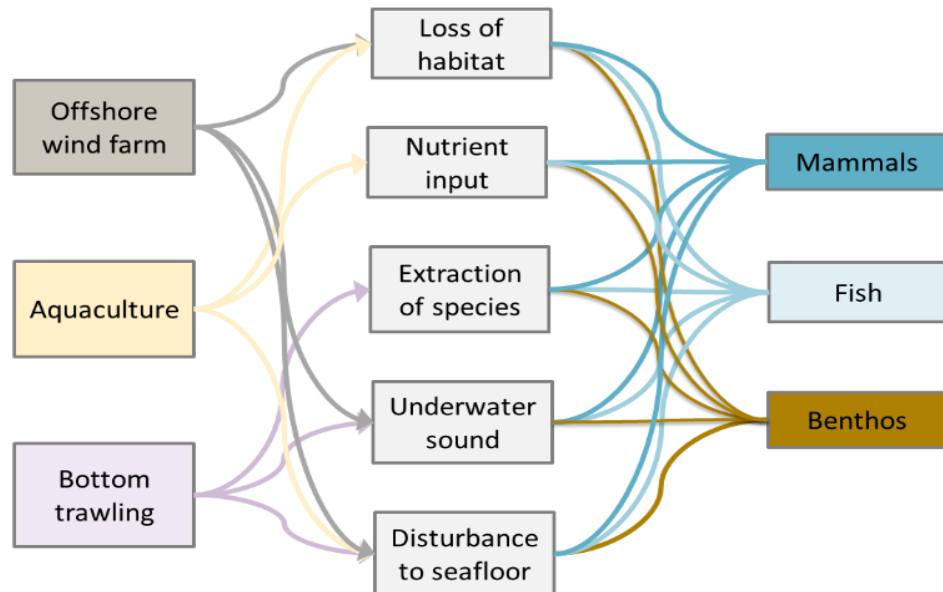 Offshore
wind farm
Aquaculture
Bottom
trawling
Loss of
habitat
Nutrient
input
Extraction
of species
Underwater
sound
Disturbance
to seafloor
Mammals
Fish
Benthos